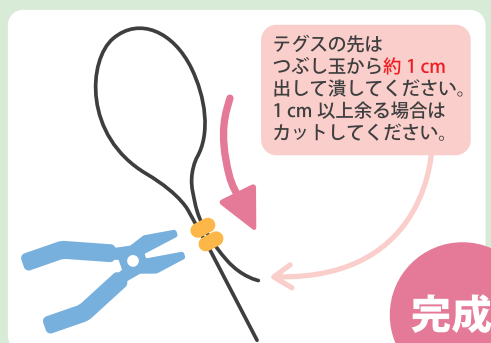 テグスの先は
つぶし玉から約 1 cm
出して潰してください。
1 cm 以上余る場合は
カットしてください。
完成